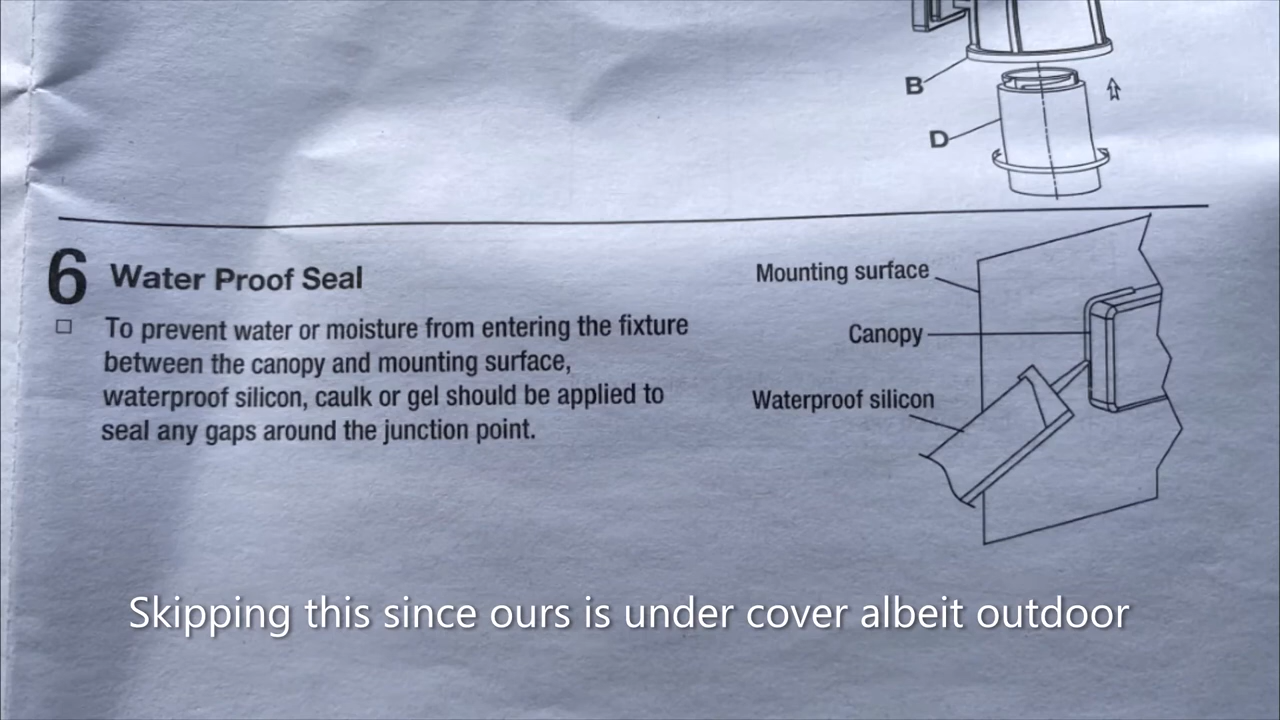 B
D
6 Water Proof Seal
To prevent water or moisture from entering the fixture
between the canopy and mounting surface,
waterproof silicon, caulk or gel should be applied to
seal any gaps around the junction point.
Mounting surface
Canopy
Waterproof silicon
Skipping this since ours is under cover albeit outdoor